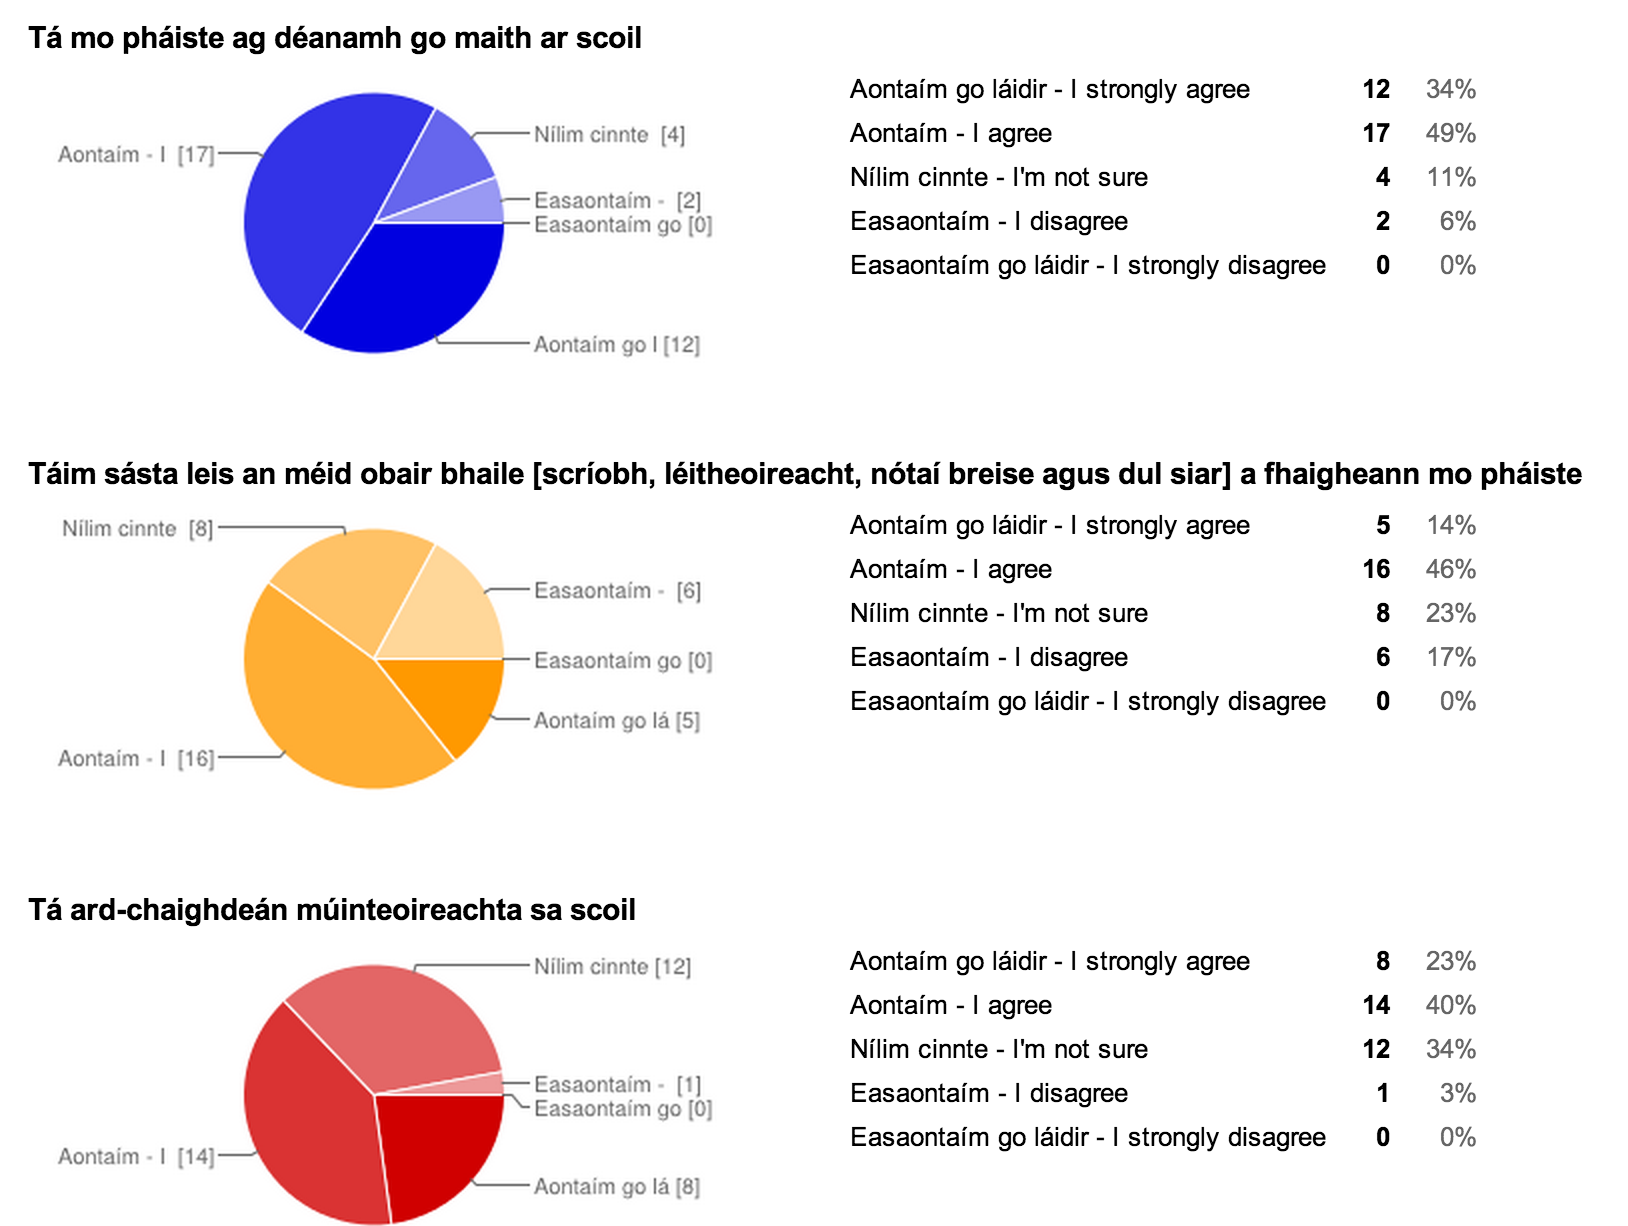 Tá mo pháiste ag déanamh go maith ar scoil
Aontaím - I [17]
Nílim cinnte [4]
Easaontaím - [2]
Easaontaím go [0]
Aontaím go l [12]
Aontaím go láidir - I strongly agree 12 34%
Aontaím - I agree 17 49%
Nílim cinnte - I'm not sure 4 11%
Easaontaím - I disagree 2 6%
Easaontaím go láidir - I strongly disagree 0 0%
Táim sásta leis an méid obair bhaile [scríobh, léitheoireacht, nótaí breise agus dul siar] a fhaigheann mo pháiste
Nílim cinnte [8]
Easaontaím - [6]
Easaontaím go [0]
Aontaím go lá [5]
Aontaím - I [16]
Aontaím go láidir - I strongly agree 5 14%
Aontaím - I agree 16 46%
Nílim cinnte - I'm not sure 8 23%
Easaontaím - I disagree 6 17%
Easaontaím go láidir - I strongly disagree 0 0%
Tá ard-chaighdeán múinteoireachta sa scoil
Nílim cinnte [12]
Easaontaím - [1]
Easaontaím go [0]
Aontaím - I [14]
Aontaím go lá [8]
Aontaím go láidir - I strongly agree 8 23%
Aontaím - I agree 14 40%
Nílim cinnte - I'm not sure 12 34%
Easaontaím - I disagree 1 3%
Easaontaím go láidir - I strongly disagree 0 0%